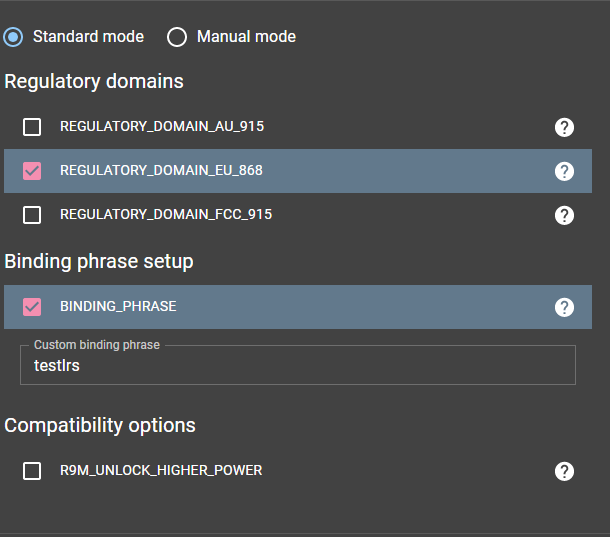 Standard mode Manual mode
Regulatory domains
REGULATORY_DOMAIN_AU_915
REGULATORY_DOMAIN_EU_868
REGULATORY_DOMAIN_FCC_915
Binding phrase setup
BINDING_PHRASE
Custom binding phrase
testlrs
Compatibility options
R9M_UNLOCK_HIGHER_POWER